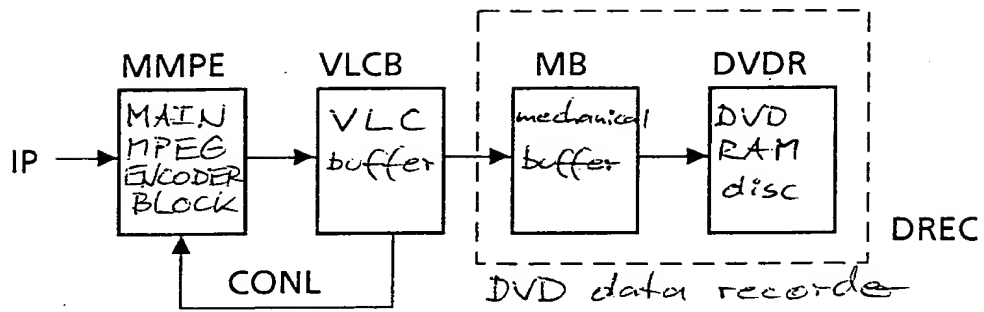 MMPE VLCB MB DVDR
IP
MAIN
MPEG
ENCODER
BLOCK
VLC
buffer
mechanical
buffer
DVD
RAM
disc
DREC
CONL
DVD data recorder